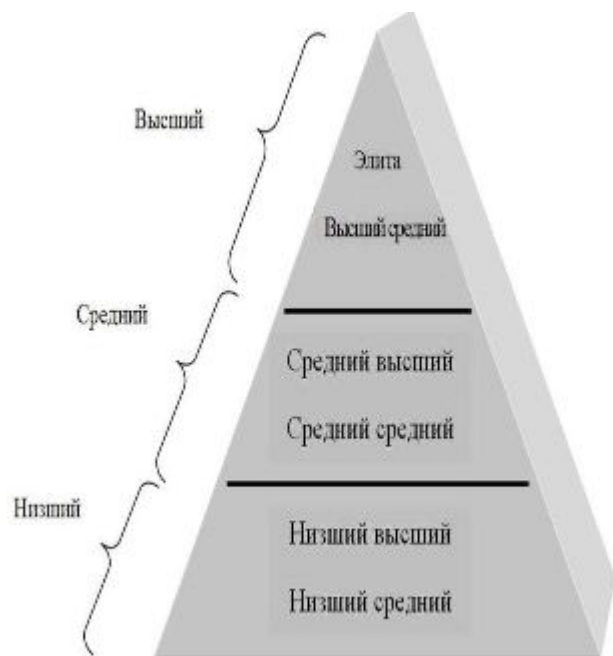 Высший
Элита
Высший средний
Средний
Средний высший
Средний средний
Низший
Низший высший
Низший средний